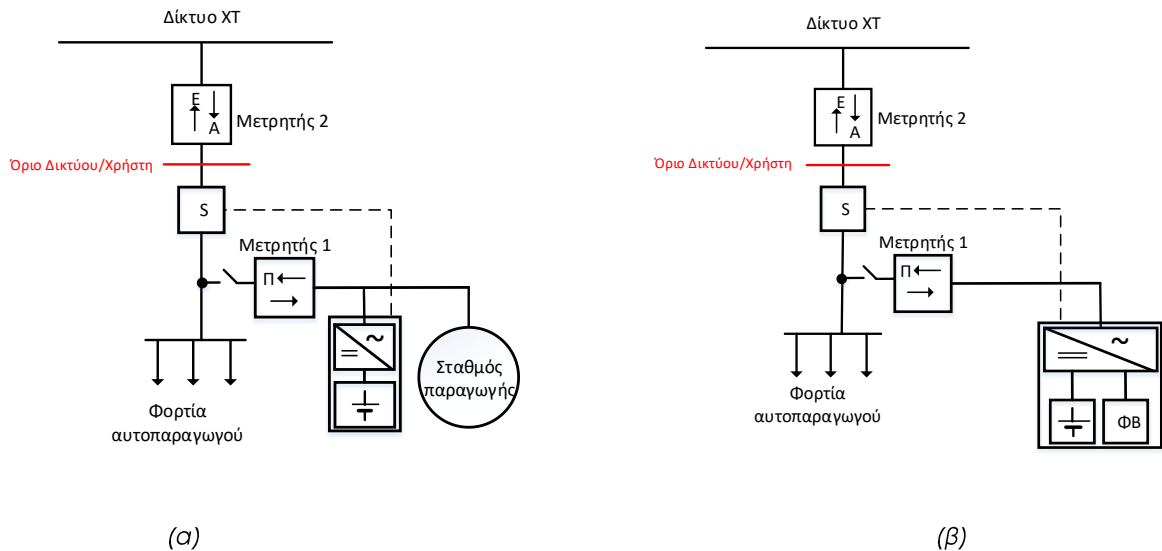 Δίκτυο ΧΤ
Ε
Α
Μετρητής 2
Όριο Δικτύου/Χρήστη
S
Μετρητής 1
Π
Σταθμός
παραγωγής
Φορτία
αυτοπαραγωγού
(α)
Δίκτυο ΧΤ
Ε
Α
Μετρητής 2
Όριο Δικτύου/Χρήστη
S
Μετρητής 1
Π
ΦΒ
Φορτία
αυτοπαραγωγού
(β)